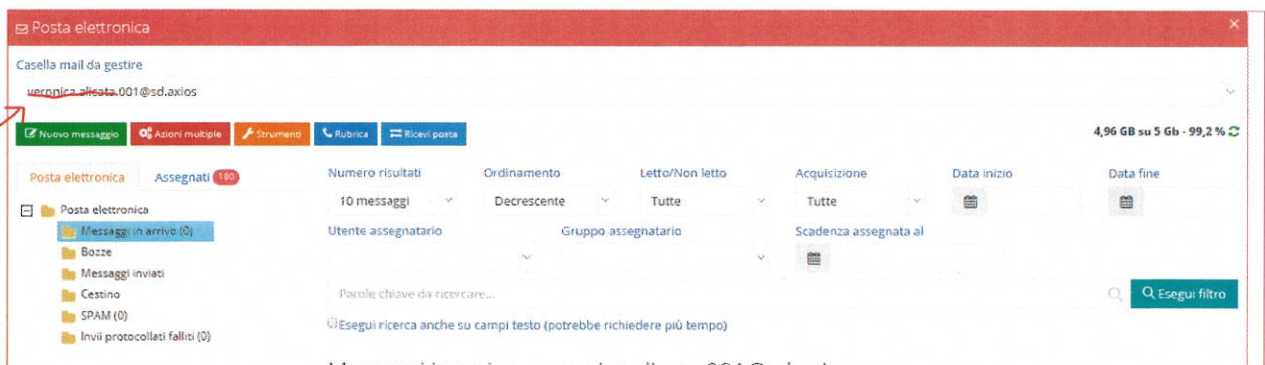 Posta elettronica
Casella mail da gestire
veronica.alicata.001@sd.axios
Nuovo messaggio Azioni multiple Strumenti Rubrica Ricevi posta 4,96 GB su 5 Gb - 99,2 %
Posta elettronica Assegnati 180
Numero risultati Ordinamento Letto/Non letto Acquisizione Data inizio Data fine
10 messaggi Decrescente Tutte Tutte
Posta elettronica
Messaggi in arrivo (0)
Bozze
Messaggi inviati
Cestino
SPAM (0)
Invii protocollati falliti (0)
Utente assegnatario Gruppo assegnatario Scadenza assegnata al
Parole chiave da ricercare... Esegui filtro
Esegui ricerca anche su campi testo (potrebbe richiedere più tempo)